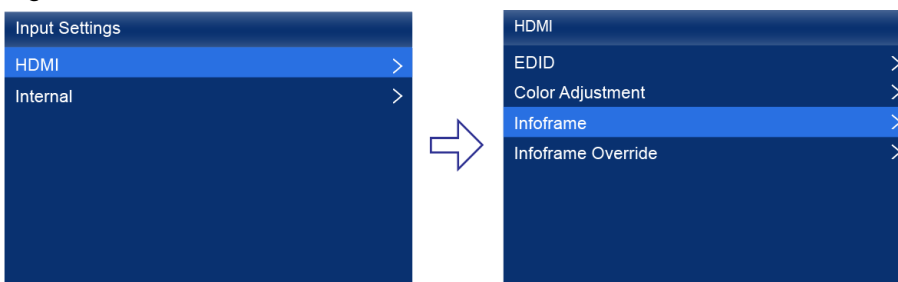 Input Settings
HDMI
Internal
HDMI
EDID
Color Adjustment
Infoframe
Infoframe Override